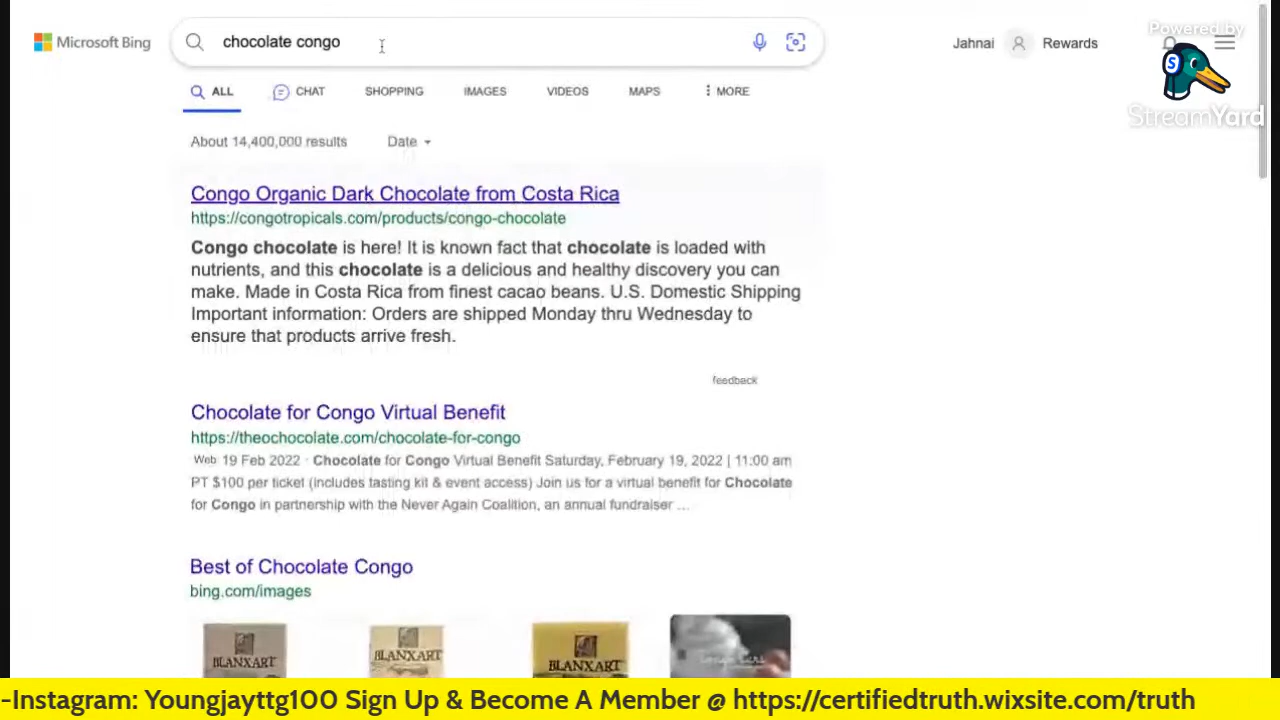 Microsoft Bing
chocolate congo
Jahnai
Rewards
Powered by
StreamYard
ALL
CHAT
SHOPPING
IMAGES
VIDEOS
MAPS
MORE
About 14,400,000 results
Date
Congo Organic Dark Chocolate from Costa Rica
https://congotropicals.com/products/congo-chocolate
Congo chocolate is here! It is known fact that chocolate is loaded with
nutrients, and this chocolate is a delicious and healthy discovery you can
make. Made in Costa Rica from finest cacao beans. U.S. Domestic Shipping
Important information: Orders are shipped Monday thru Wednesday to
ensure that products arrive fresh.
feedback
Chocolate for Congo Virtual Benefit
https://theochocolate.com/chocolate-for-congo
Web 19 Feb 2022 · Chocolate for Congo Virtual Benefit Saturday, February 19, 2022 | 11:00 am
PT $100 per ticket (includes tasting kit & event access) Join us for a virtual benefit for Chocolate
for Congo in partnership with the Never Again Coalition, an annual fundraiser ...
Best of Chocolate Congo
bing.com/images
BLANXART
BLANXART
BLANXART
-Instagram: Youngjayttg100 Sign Up & Become A Member @ https://certifiedtruth.wixsite.com/truth